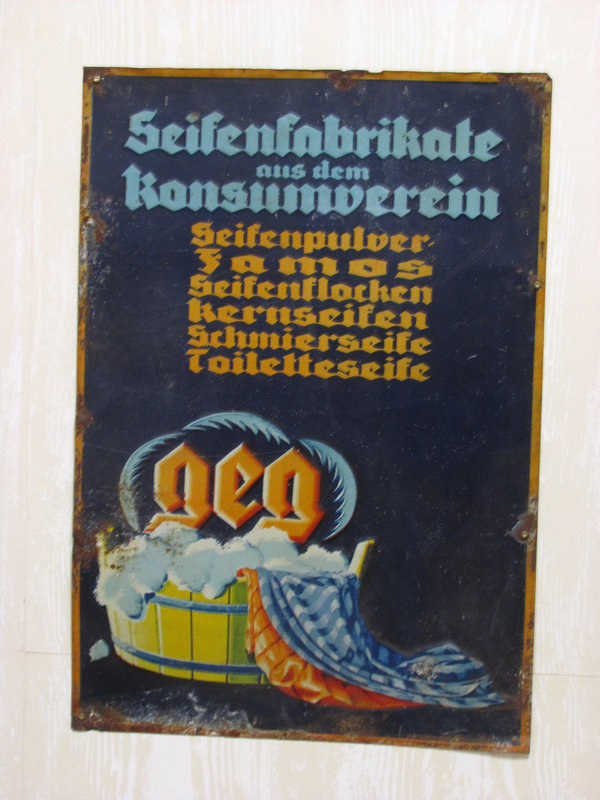 Seifenfabrikate
aus dem
Konsumverein
Seifenpulver
Famos
Seifenflocken
Kernseifen
Schmierseife
Toiletteseife
geg